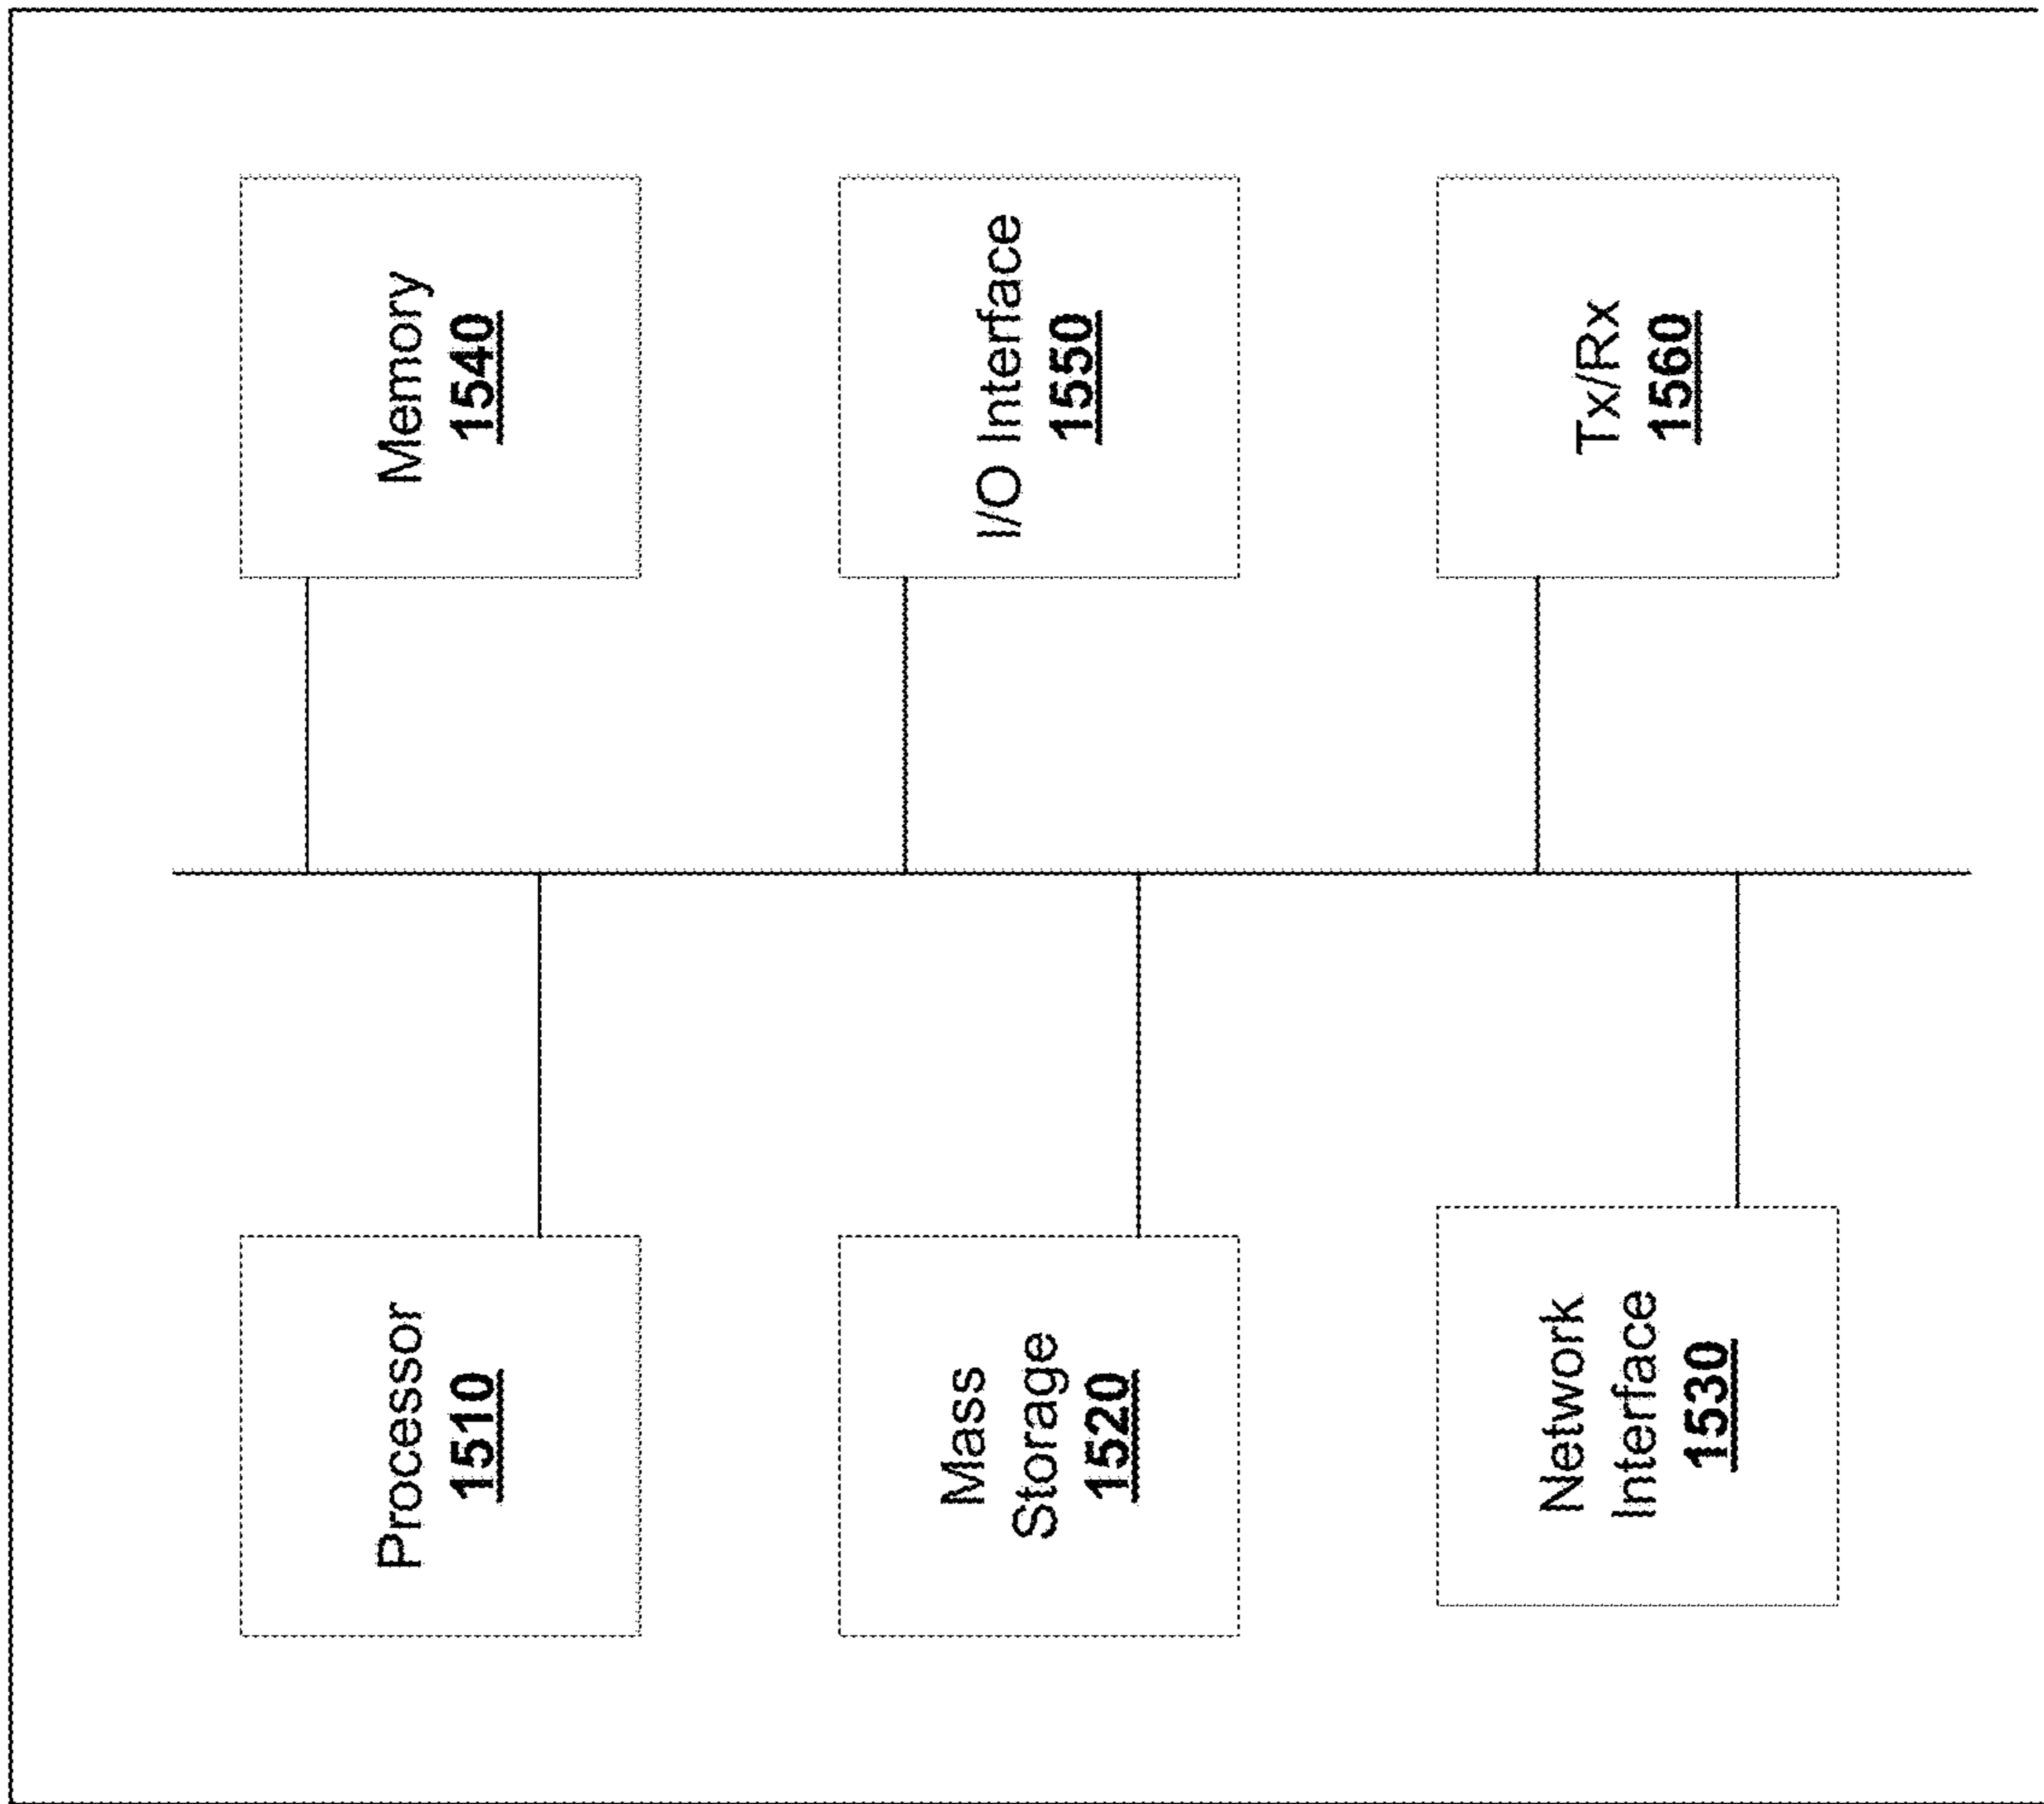 Processor
1510
Memory
1540
Mass
Storage
1520
I/O Interface
1550
Network
Interface
1530
Tx/Rx
1560